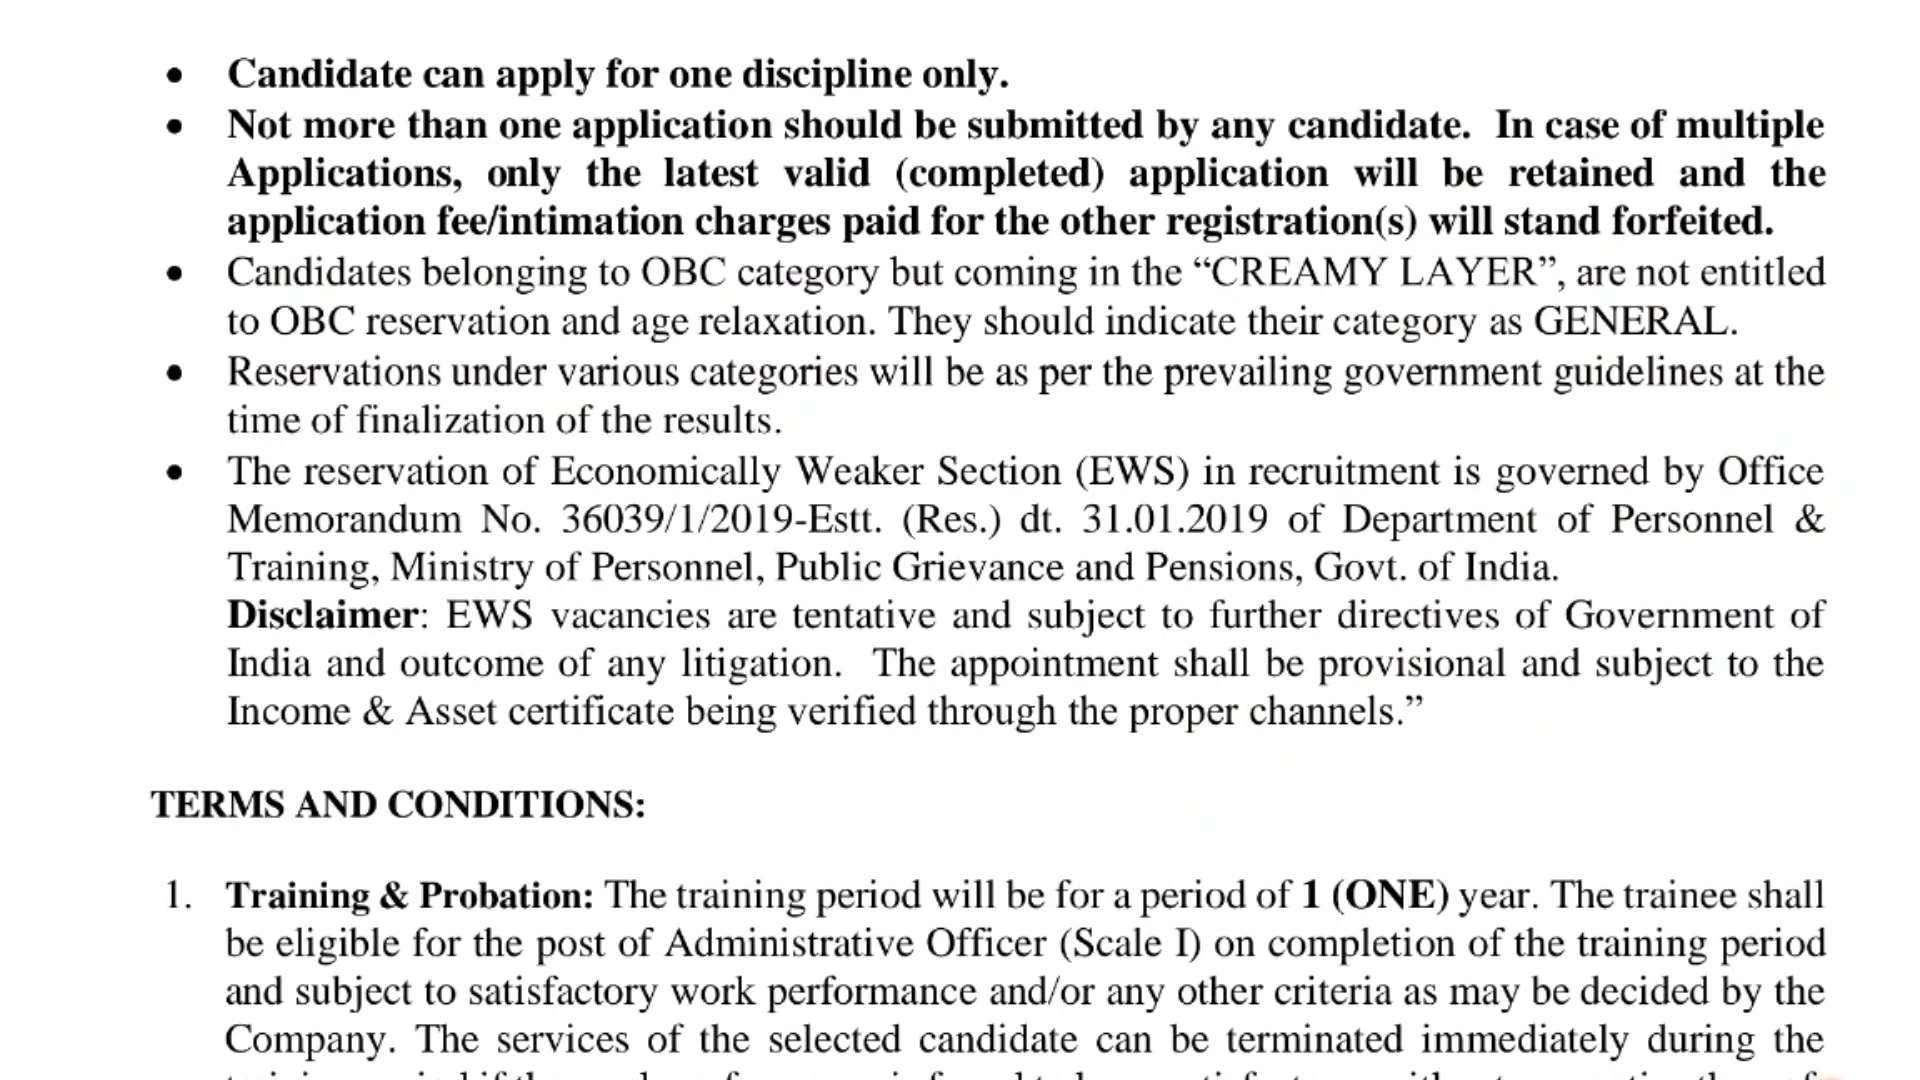 • Candidate can apply for one discipline only.
• Not more than one application should be submitted by any candidate.  In case of multiple
Applications, only the latest valid (completed) application will be retained and the
application fee/intimation charges paid for the other registration(s) will stand forfeited.
• Candidates belonging to OBC category but coming in the “CREAMY LAYER”, are not entitled
to OBC reservation and age relaxation. They should indicate their category as GENERAL.
• Reservations under various categories will be as per the prevailing government guidelines at the
time of finalization of the results.
• The reservation of Economically Weaker Section (EWS) in recruitment is governed by Office
Memorandum No. 36039/1/2019-Estt. (Res.) dt. 31.01.2019 of Department of Personnel &
Training, Ministry of Personnel, Public Grievance and Pensions, Govt. of India.
Disclaimer: EWS vacancies are tentative and subject to further directives of Government of
India and outcome of any litigation.  The appointment shall be provisional and subject to the
Income & Asset certificate being verified through the proper channels.”
TERMS AND CONDITIONS:
1. Training & Probation: The training period will be for a period of 1 (ONE) year. The trainee shall
be eligible for the post of Administrative Officer (Scale I) on completion of the training period
and subject to satisfactory work performance and/or any other criteria as may be decided by the
Company. The services of the selected candidate can be terminated immediately during the